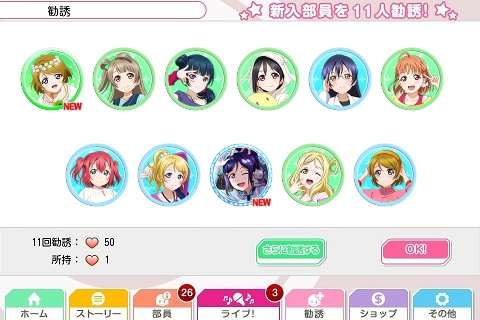 勧誘
新入部員を11人勧誘!
NEW
NEW
11回勧誘: 50
所持: 1
さらに勧誘する
OK!
26
3
ホーム
ストーリー
部員
ライブ!
勧誘
ショップ
その他